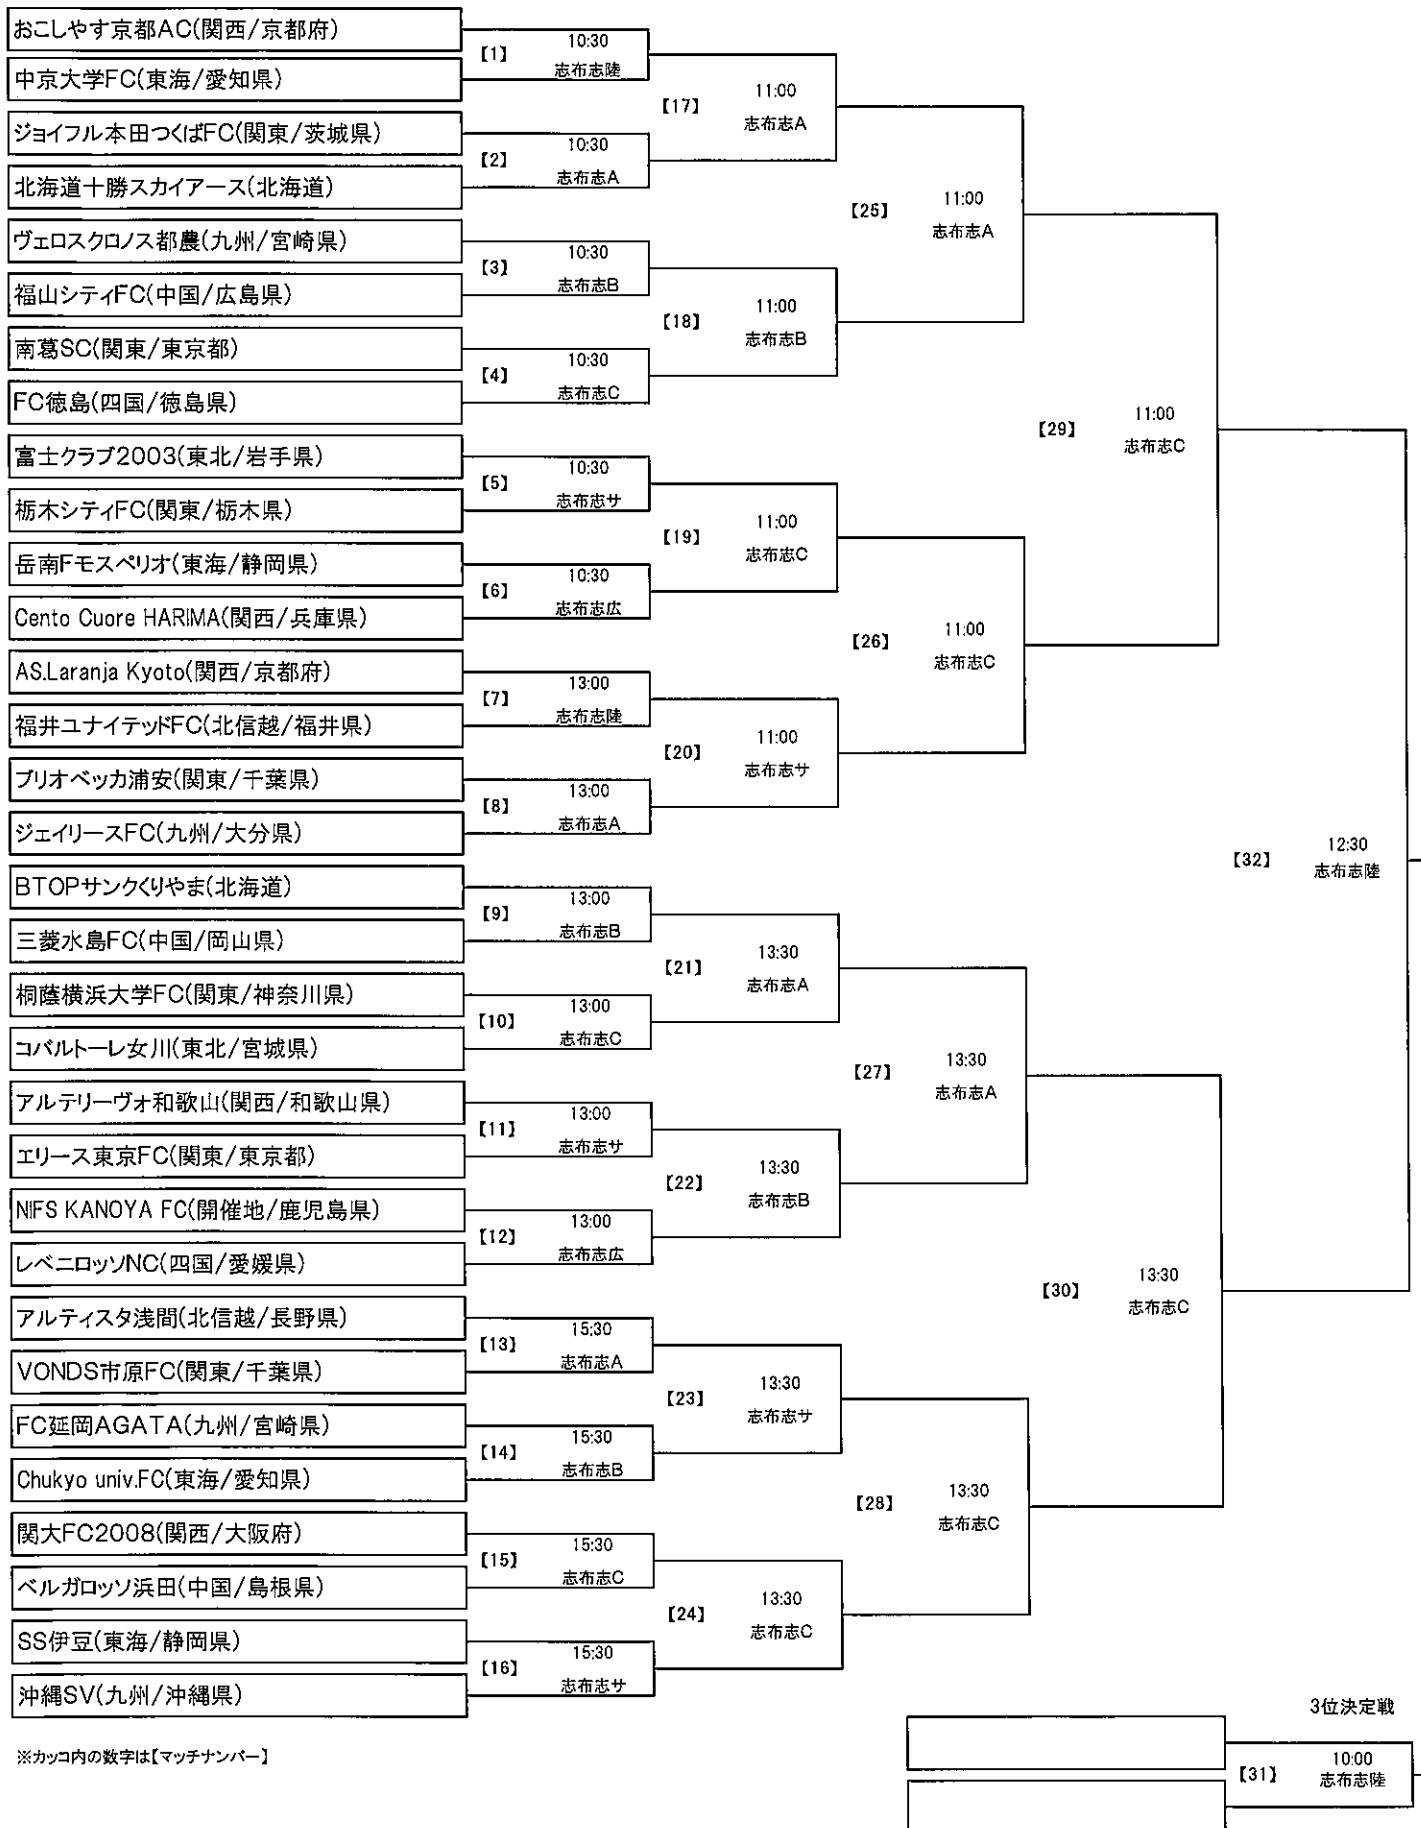 おこしやす京都AC(関西/京都府)
【1】 10:30
志布志陸
中京大学FC(東海/愛知県)
【17】 11:00
志布志A
ジョイフル本田つくばFC(関東/茨城県)
【2】 10:30
志布志A
北海道十勝スカイアース(北海道)
【25】 11:00
志布志A
ヴェロスクロノス都農(九州/宮崎県)
【3】 10:30
志布志B
福山シティFC(中国/広島県)
【18】 11:00
志布志B
南葛SC(関東/東京都)
【4】 10:30
志布志C
FC徳島(四国/徳島県)
【29】 11:00
志布志C
富士クラブ2003(東北/岩手県)
【5】 10:30
志布志サ
栃木シティFC(関東/栃木県)
【19】 11:00
志布志C
岳南Fモスペリオ(東海/静岡県)
【6】 10:30
志布志広
Cento Cuore HARIMA(関西/兵庫県)
【26】 11:00
志布志C
AS.Laranja Kyoto(関西/京都府)
【7】 13:00
志布志陸
福井ユナイテッドFC(北信越/福井県)
【20】 11:00
志布志サ
ブリオベッカ浦安(関東/千葉県)
【8】 13:00
志布志A
ジェイリースFC(九州/大分県)
【32】 12:30
志布志陸
BTOPサンクくりやま(北海道)
【9】 13:00
志布志B
三菱水島FC(中国/岡山県)
【21】 13:30
志布志A
桐蔭横浜大学FC(関東/神奈川県)
【10】 13:00
志布志C
コバルトーレ女川(東北/宮城県)
【27】 13:30
志布志A
アルテリーヴォ和歌山(関西/和歌山県)
【11】 13:00
志布志サ
エリース東京FC(関東/東京都)
【22】 13:30
志布志B
NIFS KANOYA FC(開催地/鹿児島県)
【12】 13:00
志布志広
レベニロッソNC(四国/愛媛県)
【30】 13:30
志布志C
アルティスタ浅間(北信越/長野県)
【13】 15:30
志布志A
VONDS市原FC(関東/千葉県)
【23】 13:30
志布志サ
FC延岡AGATA(九州/宮崎県)
【14】 15:30
志布志B
Chukyo univ.FC(東海/愛知県)
【28】 13:30
志布志C
関大FC2008(関西/大阪府)
【15】 15:30
志布志C
ベルガロッソ浜田(中国/島根県)
【24】 13:30
志布志C
SS伊豆(東海/静岡県)
【16】 15:30
志布志サ
沖縄SV(九州/沖縄県)
3位決定戦
※カッコ内の数字は【マッチナンバー】
【31】 10:00
志布志陸